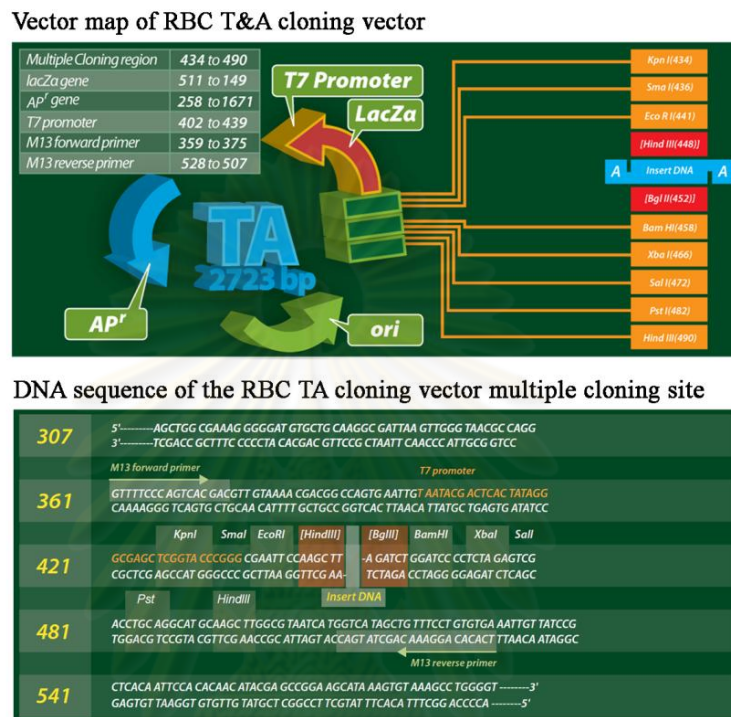 Vector map of RBC T&A cloning vector
Multiple Cloning region 434 to 490
lacZa gene 511 to 149
APr gene 258 to 1671
T7 promoter 402 to 439
M13 forward primer 359 to 375
M13 reverse primer 528 to 507
T7 Promoter
LacZa
TA
2723 bp
APr
ori
Kpn I(434)
Sma I(436)
Eco R I(441)
[Hind III(448)]
A Insert DNA A
[Bgl II(452)]
Bam HI(458)
Xba I(466)
Sal I(472)
Pst I(482)
Hind III(490)
DNA sequence of the RBC TA cloning vector multiple cloning site
307
5'---------AGCTGG CGAAAG GGGGAT GTGCTG CAAGGC GATTAA GTTGGG TAACGC CAGG
3'---------TCGACC GCTTTC CCCCTA CACGAC GTTCCG CTAATT CAACCC ATTGCG GTCC
M13 forward primer
T7 promoter
361
GTTTTCCC AGTCAC GACGTT GTAAAA CGACGG CCAGTG AATTGT AATACG ACTCAC TATAGG
CAAAAGGG TCAGTG CTGCAA CATTTT GCTGCC GGTCAC TTAACA TTATGC TGAGTG ATATCC
KpnI SmaI EcoRI [HindIII] [BglII] BamHI XbaI SalI
421
GCGAGC TCGGTA CCCGGG CGAATT CCAAGC TT -A GATCT GGATCC CCTCTA GAGTCG
CGCTCG AGCCAT GGGCCC GCTTAA GGTTCG AA- TCTAGA CCTAGG GGAGAT CTCAGC
Pst HindIII Insert DNA
481
ACCTGC AGGCAT GCAAGC TTGGCG TAATCA TGGTCA TAGCTG TTTCCT GTGTGA AATTGT TATCCG
TGGACG TCCGTA CGTTCG AACCGC ATTAGT ACCAGT ATCGAC AAAGGA CACACT TTAACA ATAGGC
M13 reverse primer
541
CTCACA ATTCCA CACAAC ATACGA GCCGGA AGCATA AAGTGT AAAGCC TGGGGT --------3'
GAGTGT TAAGGT GTGTTG TATGCT CGGCCT TCGTAT TTCACA TTTCGG ACCCCA --------5'